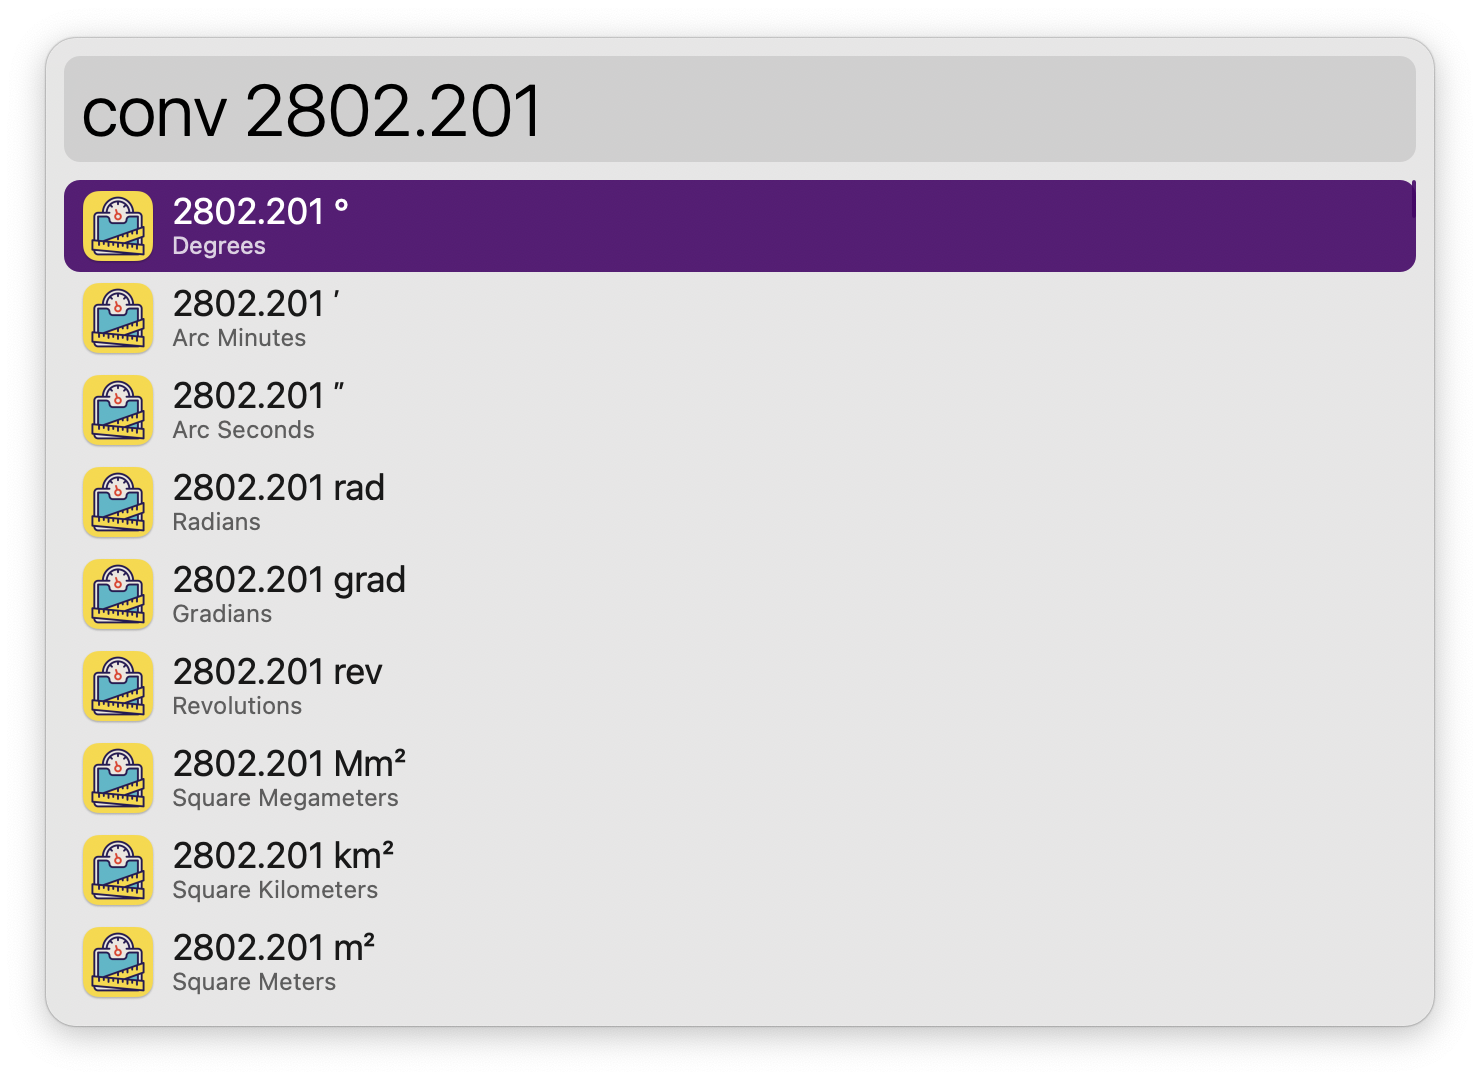 conv 2802.201
2802.201 °
Degrees
2802.201 ′
Arc Minutes
2802.201 ″
Arc Seconds
2802.201 rad
Radians
2802.201 grad
Gradians
2802.201 rev
Revolutions
2802.201 Mm²
Square Megameters
2802.201 km²
Square Kilometers
2802.201 m²
Square Meters